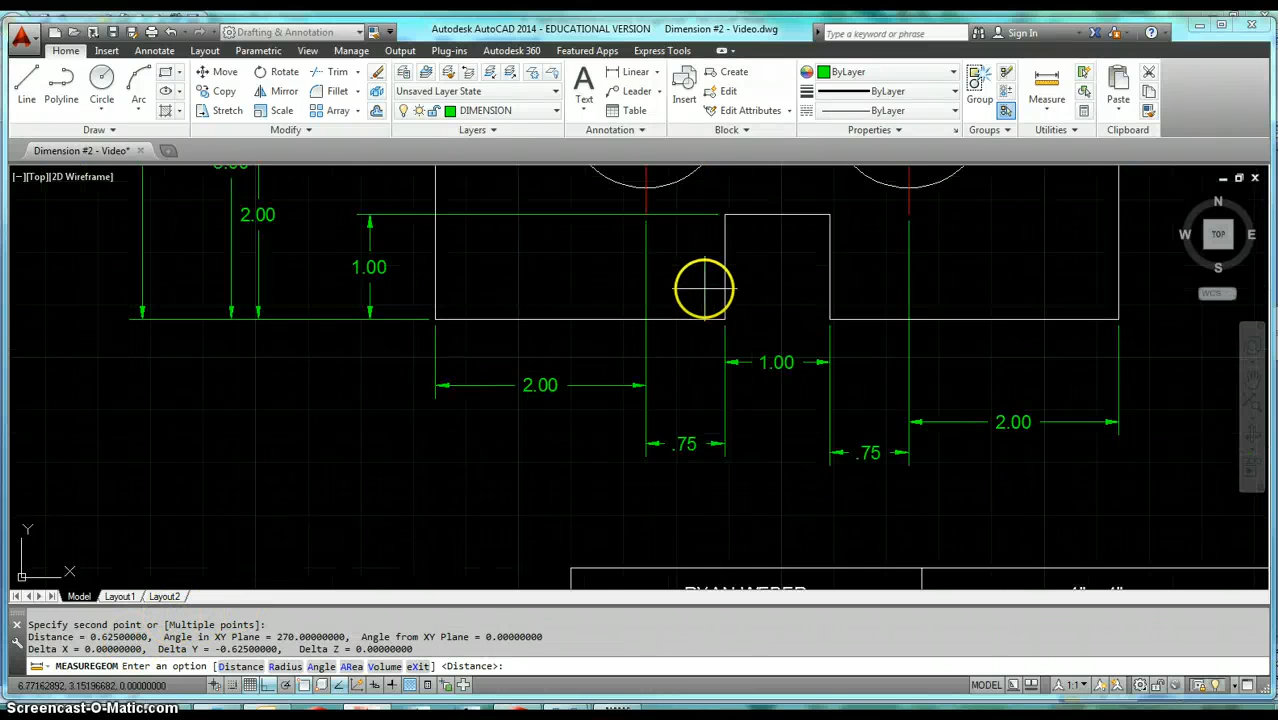 Autodesk AutoCAD 2014 - EDUCATIONAL VERSION    Dimension #2 - Video.dwg
Drafting & Annotation
Type a keyword or phrase
Sign In
Home Insert Annotate Layout Parametric View Manage Output Plug-ins Autodesk 360 Featured Apps Express Tools
Line Polyline Circle Arc
Move Rotate Trim
Copy Mirror Fillet
Stretch Scale Array
Unsaved Layer State
DIMENSION
Text
Linear
Leader
Table
Insert
Create
Edit
Edit Attributes
ByLayer
ByLayer
ByLayer
Group
Measure
Paste
Draw Modify Layers Annotation Block Properties Groups Utilities Clipboard
Dimension #2 - Video*
[−][Top][2D Wireframe]
N
W TOP E
S
WCS
2.00
1.00
1.00
2.00
2.00
.75
.75
Y
X
RYAN WEBER
Model Layout1 Layout2
Specify second point or [Multiple points]:
Distance = 0.62500000, Angle in XY Plane = 270.00000000, Angle from XY Plane = 0.00000000
Delta X = 0.00000000, Delta Y = -0.62500000, Delta Z = 0.00000000
MEASUREGEOM Enter an option [Distance Radius Angle ARea Volume eXit] <Distance>:
6.77162892, 3.15196682, 0.00000000
MODEL
1:1
Screencast-O-Matic.com